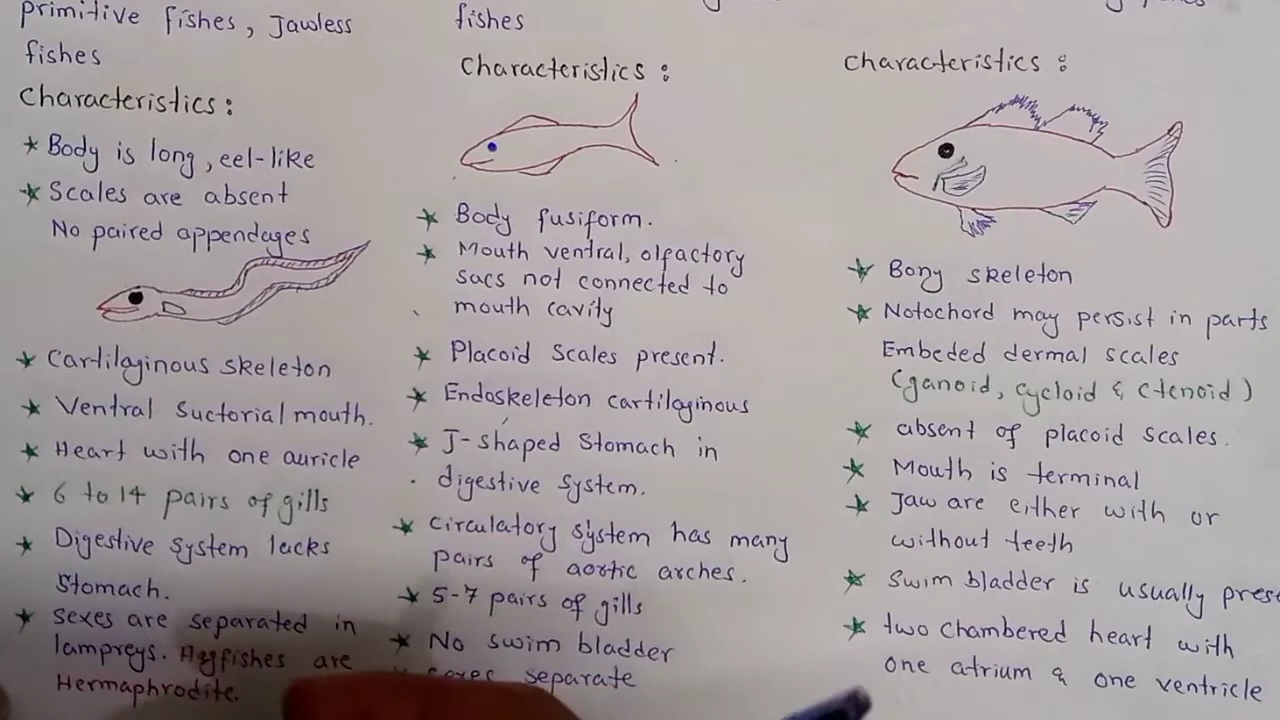 primitive fishes, Jawless
fishes
Characteristics:
Body is long, eel-like
Scales are absent
No paired appendages
Cartilaginous skeleton
Ventral Suctorial mouth.
Heart with one auricle
6 to 14 pairs of gills
Digestive system lacks
Stomach.
Sexes are separated in
lampreys. Hagfishes are
Hermaphrodite.
fishes
Characteristics:
Body fusiform.
Mouth ventral, olfactory
sacs not connected to
mouth cavity
Placoid Scales present.
Endoskeleton cartilaginous
J-shaped Stomach in
digestive system.
Circulatory system has many
pairs of aortic arches.
5-7 pairs of gills
No swim bladder
Sexes separate
Characteristics:
Bony skeleton
Notochord may persist in parts
Embeded dermal scales
(ganoid, cycloid & ctenoid)
absent of placoid scales.
Mouth is terminal
Jaw are either with or
without teeth
Swim bladder is usually prese
two chambered heart with
one atrium & one ventricle